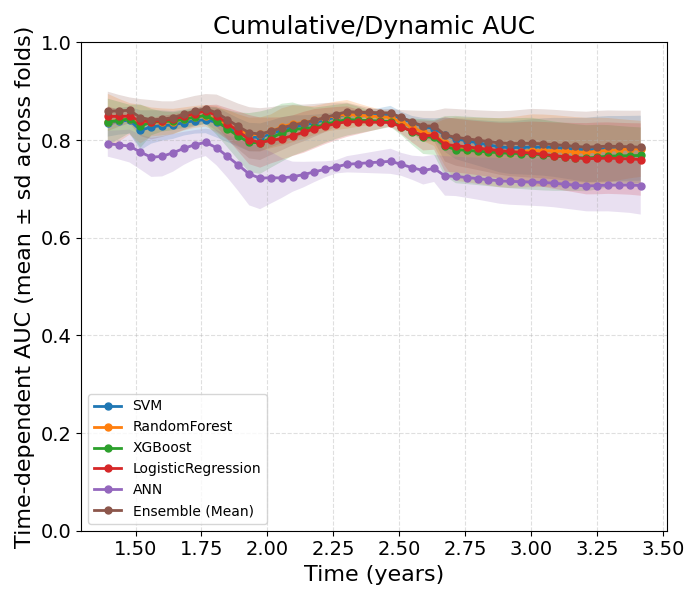 Cumulative/Dynamic AUC
Time-dependent AUC (mean ± sd across folds)
1.0
0.8
0.6
0.4
0.2
0.0
SVM
RandomForest
XGBoost
LogisticRegression
ANN
Ensemble (Mean)
1.50 1.75 2.00 2.25 2.50 2.75 3.00 3.25 3.50
Time (years)